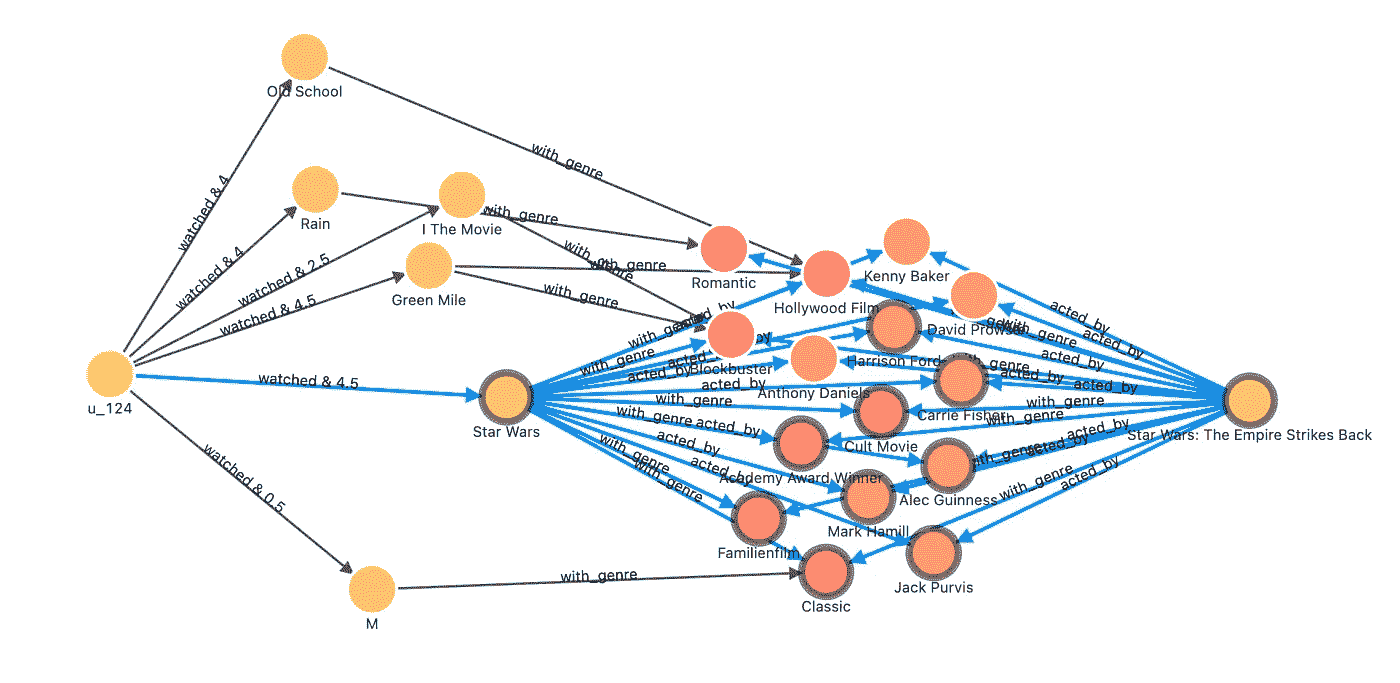 Old School
with_genre
watched & 4
Rain
I The Movie
with_genre
watched & 4
watched & 2.5
with_genre
with_genre
Green Mile
with_genre
watched & 4.5
Romantic
Kenny Baker
Hollywood Film
acted_by
with_genre
David Prowse
with_genre
acted_by
with_genre
Blockbuster
Harrison Ford
acted_by
acted_by
u_124
watched & 4.5
acted_by
acted_by
Anthony Daniels
acted_by
acted_by
with_genre
Carrie Fisher
with_genre
Star Wars
with_genre
acted_by
Cult Movie
with_genre
acted_by
Star Wars: The Empire Strikes Back
acted_by
with_genre
acted_by
Academy Award Winner
with_genre
acted_by
with_genre
acted_by
watched & 0.5
Alec Guinness
Mark Hamill
Familienfilm
Jack Purvis
with_genre
Classic
M